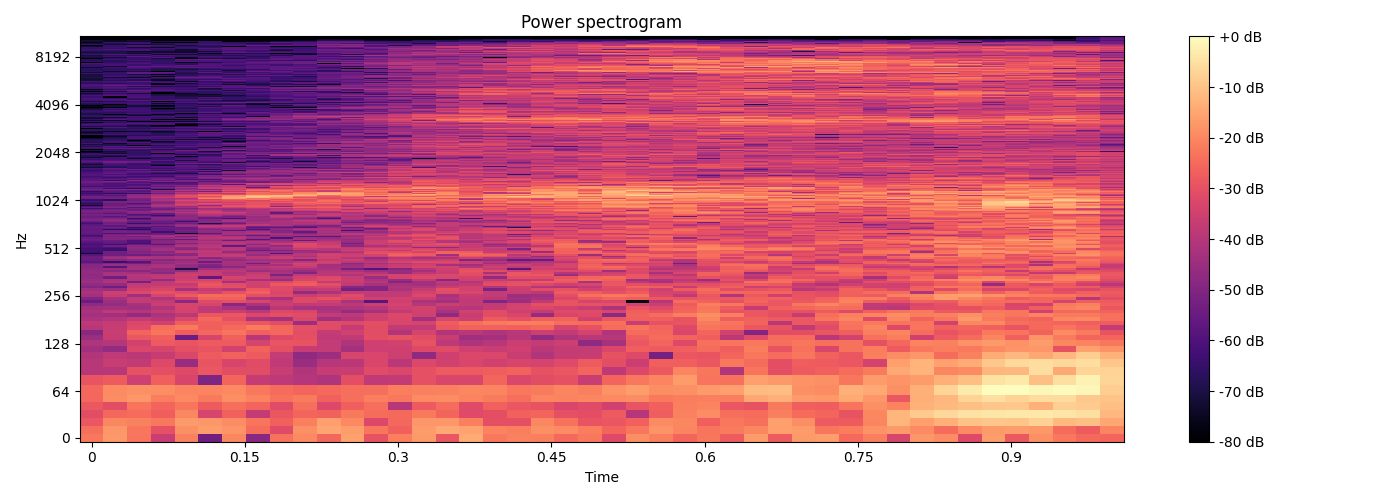 Power spectrogram
8192
4096
2048
1024
512
256
128
64
0
Hz
0 0.15 0.3 0.45 0.6 0.75 0.9
Time
+0 dB
-10 dB
-20 dB
-30 dB
-40 dB
-50 dB
-60 dB
-70 dB
-80 dB